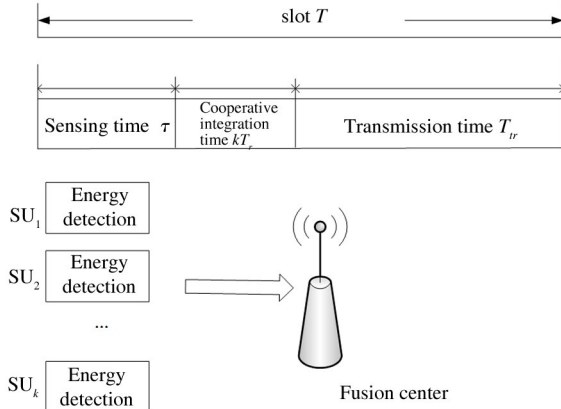 slot T
Sensing time τ
Cooperative
integration
time kT_r
Transmission time T_tr
SU_1
Energy
detection
SU_2
Energy
detection
...
SU_k
Energy
detection
Fusion center